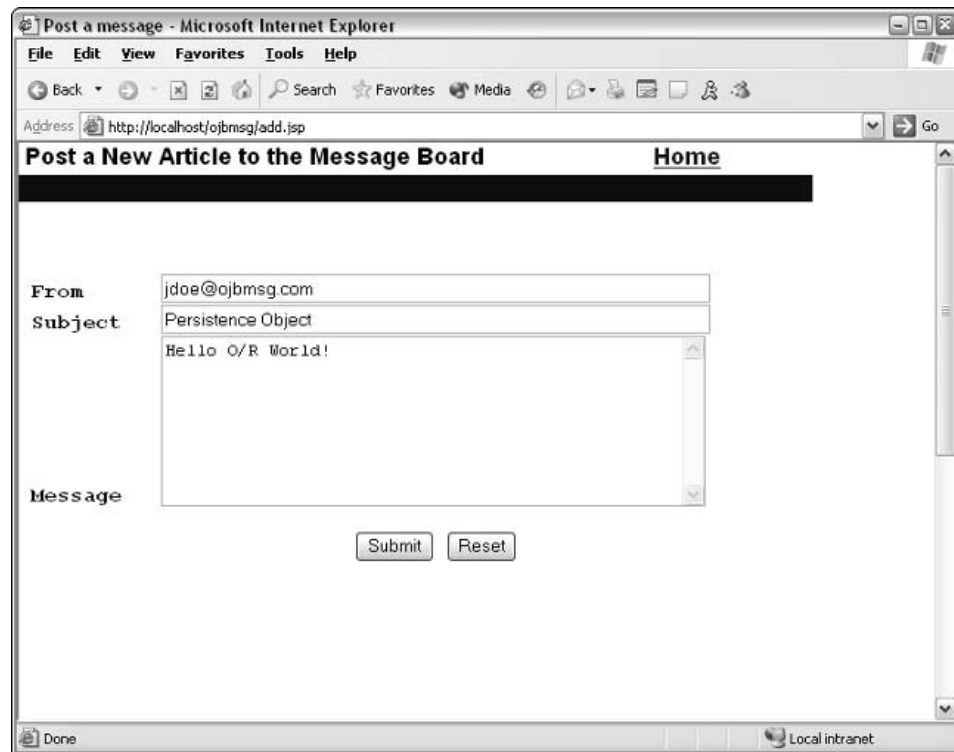 Post a message - Microsoft Internet Explorer
File Edit View Favorites Tools Help
Back Search Favorites Media
Address http://localhost/ojbmsg/add.jsp Go
Post a New Article to the Message Board Home
From jdoe@ojbmsg.com
Subject Persistence Object
Hello O/R World!
Message
Submit Reset
Done Local intranet